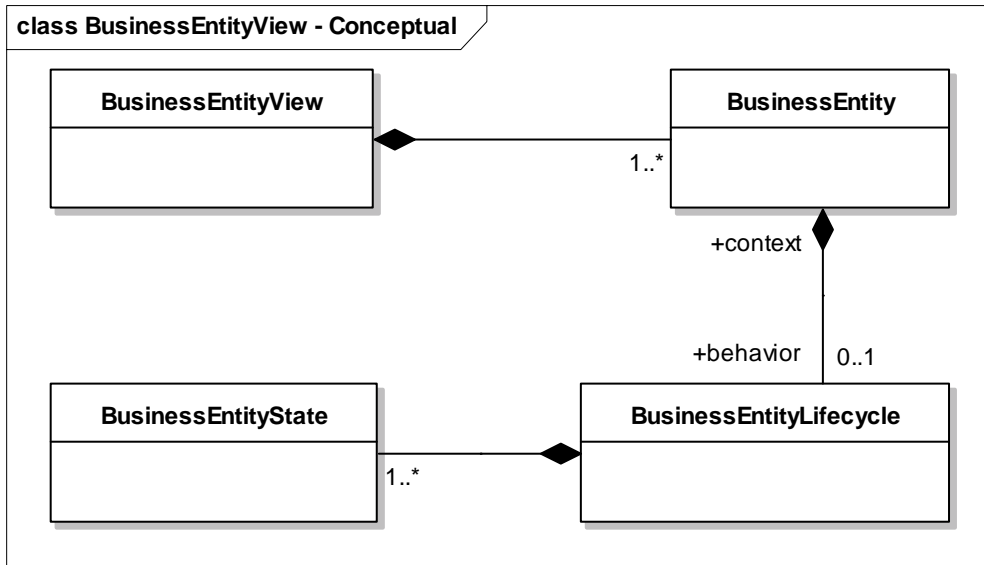 class BusinessEntityView - Conceptual
BusinessEntityView
BusinessEntity
1..*
+context
+behavior
0..1
BusinessEntityState
BusinessEntityLifecycle
1..*